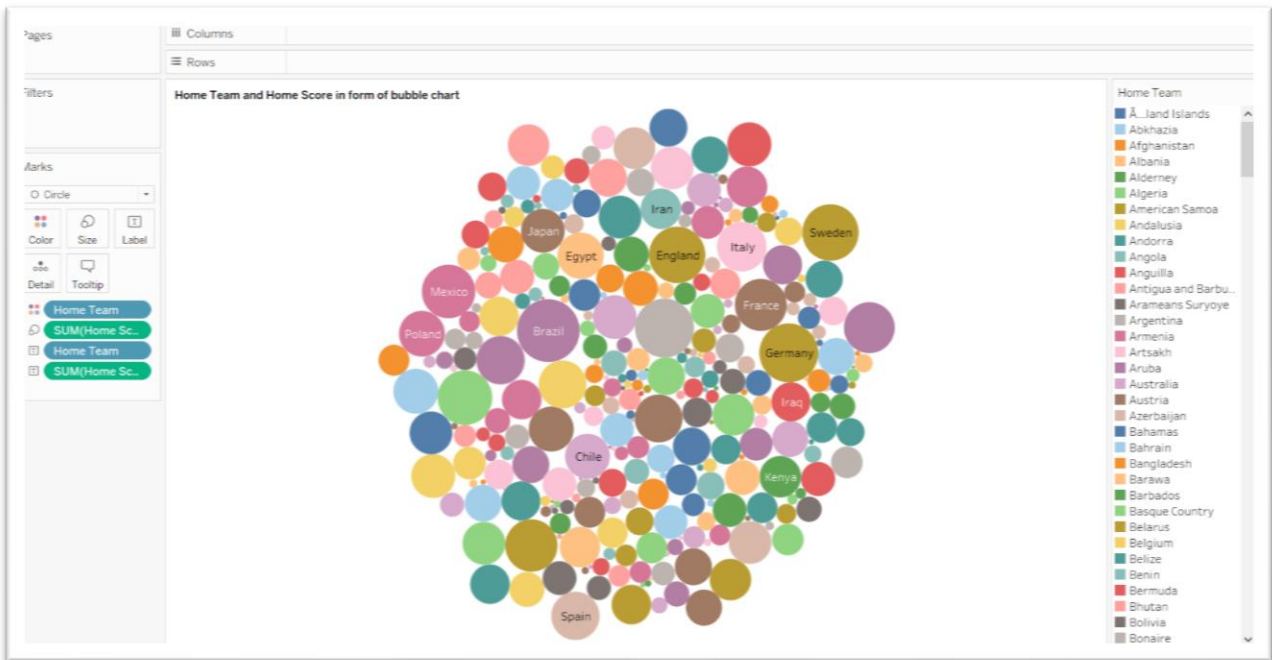 Pages
Columns
Rows
Filters
Home Team and Home Score in form of bubble chart
Marks
Circle
Color
Size
Label
Detail
Tooltip
Home Team
SUM(Home Sc..
Home Team
SUM(Home Sc..
Iran
Japan
Sweden
Italy
Egypt
England
Mexico
France
Poland
Brazil
Germany
Iraq
Chile
Kenya
Spain
Home Team
Ã...land Islands
Abkhazia
Afghanistan
Albania
Alderney
Algeria
American Samoa
Andalusia
Andorra
Angola
Anguilla
Antigua and Barbu..
Arameans Suryoye
Argentina
Armenia
Artsakh
Aruba
Australia
Austria
Azerbaijan
Bahamas
Bahrain
Bangladesh
Barawa
Barbados
Basque Country
Belarus
Belgium
Belize
Benin
Bermuda
Bhutan
Bolivia
Bonaire